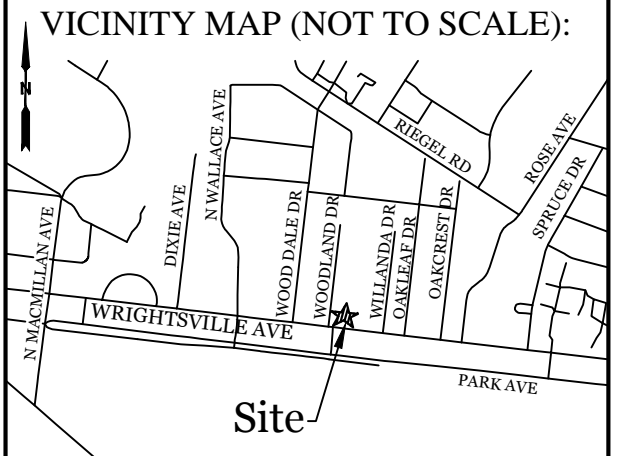 VICINITY MAP (NOT TO SCALE):
N
RIEGEL RD
ROSE AVE
SPRUCE DR
N WALLACE AVE
DIXIE AVE
N MACMILLAN AVE
WOOD DALE DR
WOODLAND DR
WILLANDA DR
OAKLEAF DR
OAKCREST DR
WRIGHTSVILLE AVE
PARK AVE
Site